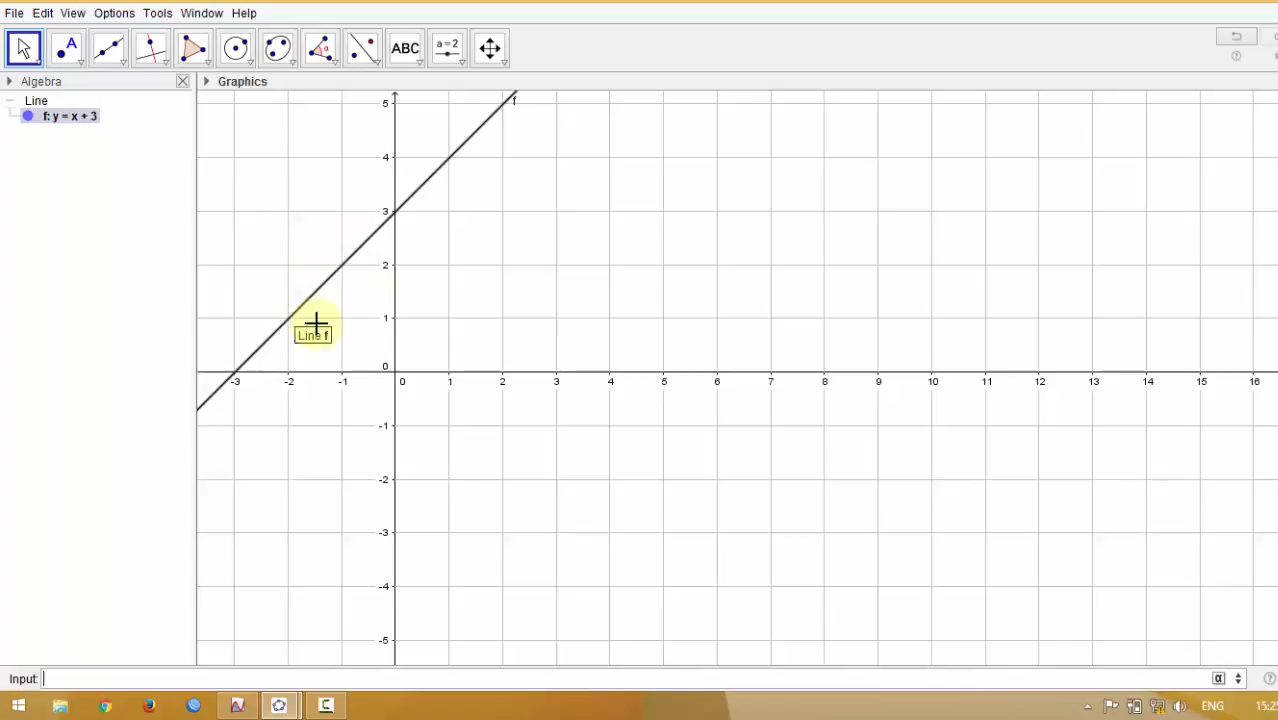 File Edit View Options Tools Window Help
A
α
ABC
a=2
Algebra
Graphics
Line
f: y = x + 3
f
5
4
3
2
1
0
Line f
-3 -2 -1 0 1 2 3 4 5 6 7 8 9 10 11 12 13 14 15 16
-1
-2
-3
-4
-5
Input:
α
ENG